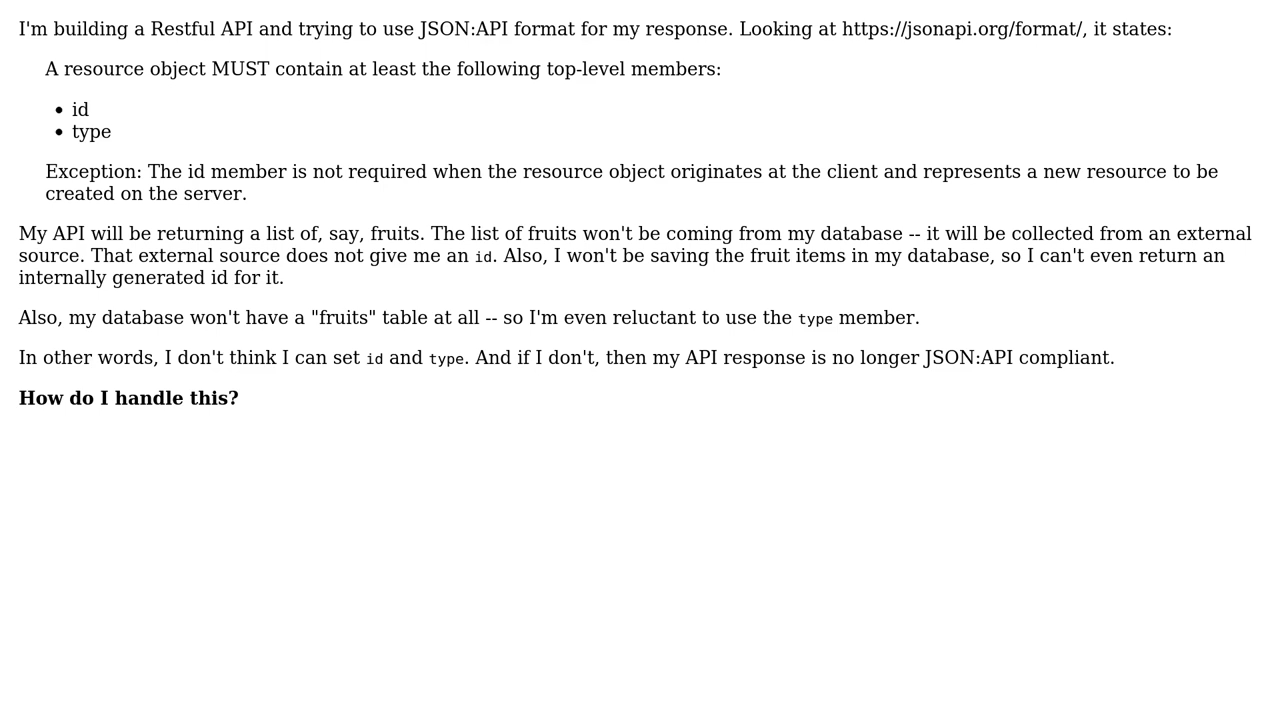 I'm building a Restful API and trying to use JSON:API format for my response. Looking at https://jsonapi.org/format/, it states:
A resource object MUST contain at least the following top-level members:
• id
• type
Exception: The id member is not required when the resource object originates at the client and represents a new resource to be
created on the server.
My API will be returning a list of, say, fruits. The list of fruits won't be coming from my database -- it will be collected from an external
source. That external source does not give me an id. Also, I won't be saving the fruit items in my database, so I can't even return an
internally generated id for it.
Also, my database won't have a "fruits" table at all -- so I'm even reluctant to use the type member.
In other words, I don't think I can set id and type. And if I don't, then my API response is no longer JSON:API compliant.
How do I handle this?